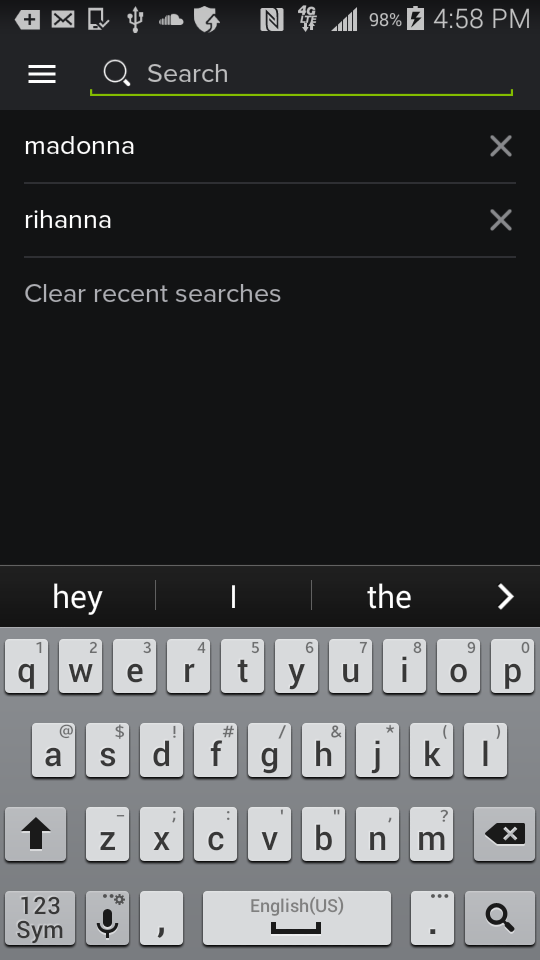 4G LTE 98% 4:58 PM
Search
madonna
rihanna
Clear recent searches
hey I the
1 2 3 4 5 6 7 8 9 0
q w e r t y u i o p
@ $ ! # / & * ( )
a s d f g h j k l
- ; : ' " , ?
z x c v b n m
123 Sym , English(US) .